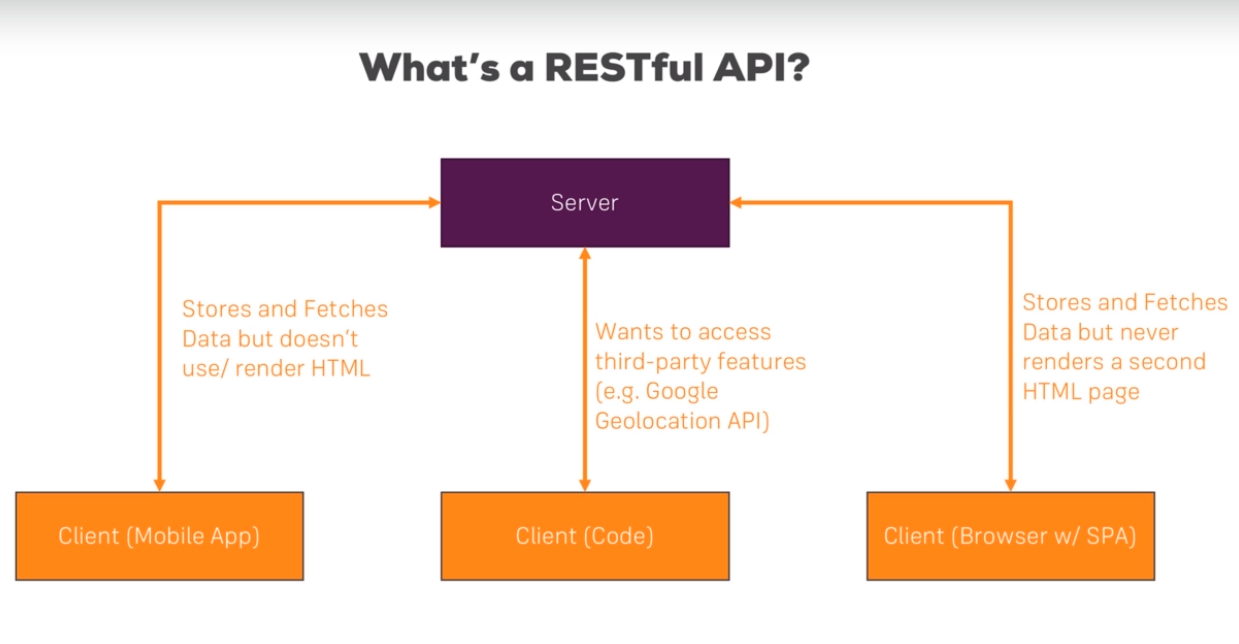 What's a RESTful API?
Server
Stores and Fetches
Data but doesn't
use/ render HTML
Wants to access
third-party features
(e.g. Google
Geolocation API)
Stores and Fetches
Data but never
renders a second
HTML page
Client (Mobile App)
Client (Code)
Client (Browser w/ SPA)